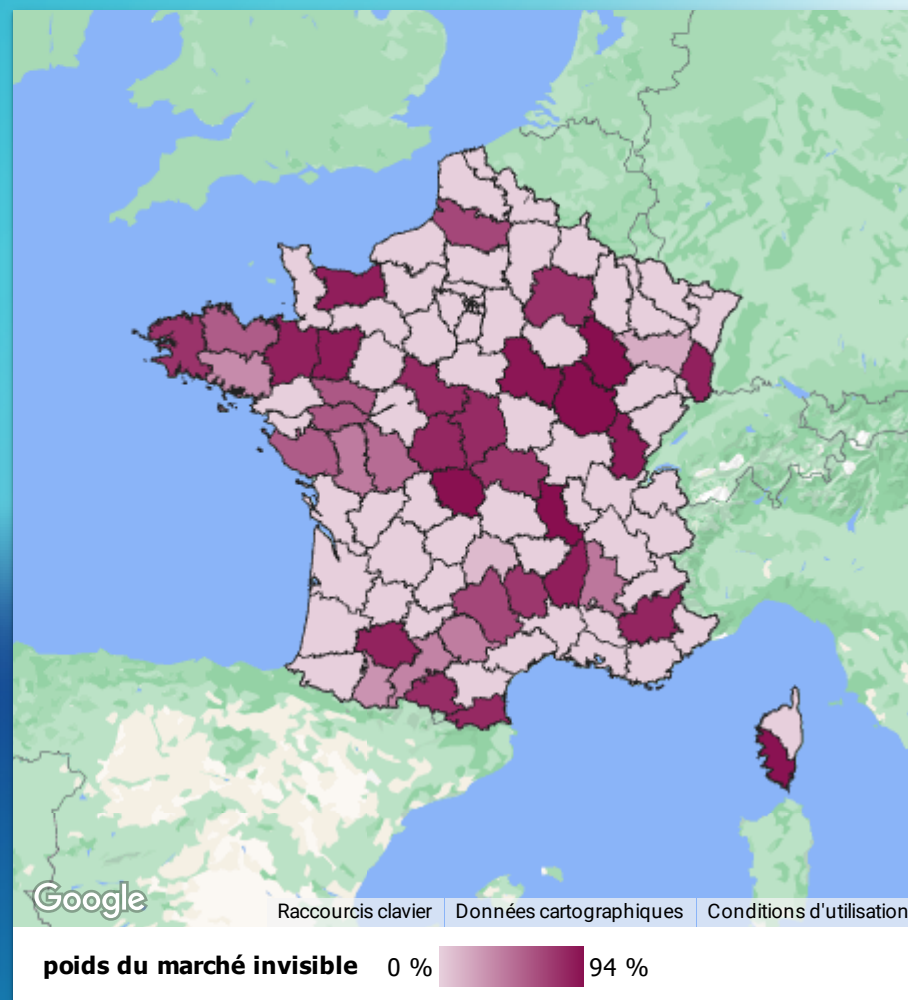 Google
Raccourcis clavier Données cartographiques Conditions d'utilisation
poids du marché invisible 0 % 94 %